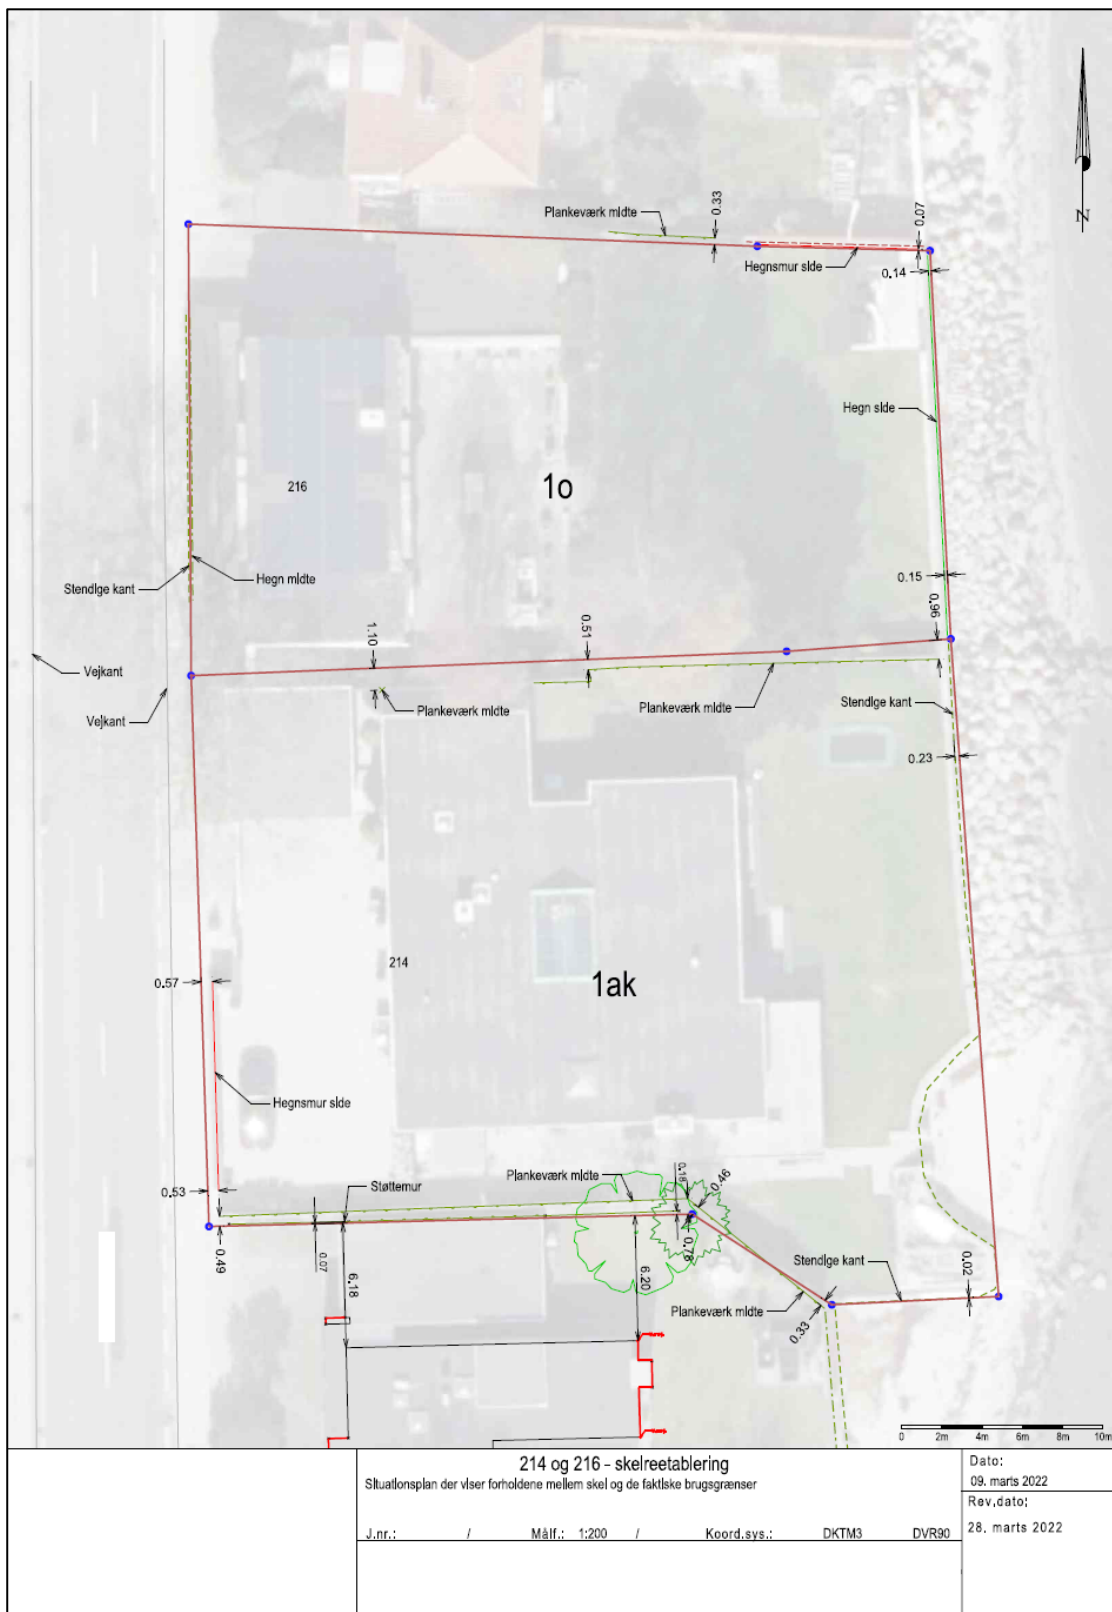 Plankeværk midte
0.33
0.07
Hegnsmur side
0.14
N
Hegn side
216
1o
Stendige kant
Hegn midte
0.15
0.96
0.51
1.10
Vejkant
Vejkant
Plankeværk midte
Plankeværk midte
Stendige kant
0.23
214
1ak
0.57
Hegnsmur side
0.53
Støttemur
Plankeværk midte
0.18
0.46
0.49
0.07
6.18
6.20
0.78
Stendige kant
0.02
Plankeværk midte
0.33
0 2m 4m 6m 8m 10m
214 og 216 - skelreetablering
Situationsplan der viser forholdene mellem skel og de faktiske brugsgrænser
J.nr.: / Målf.: 1:200 / Koord.sys.: DKTM3 DVR90
Dato:
09. marts 2022
Rev.dato:
28. marts 2022